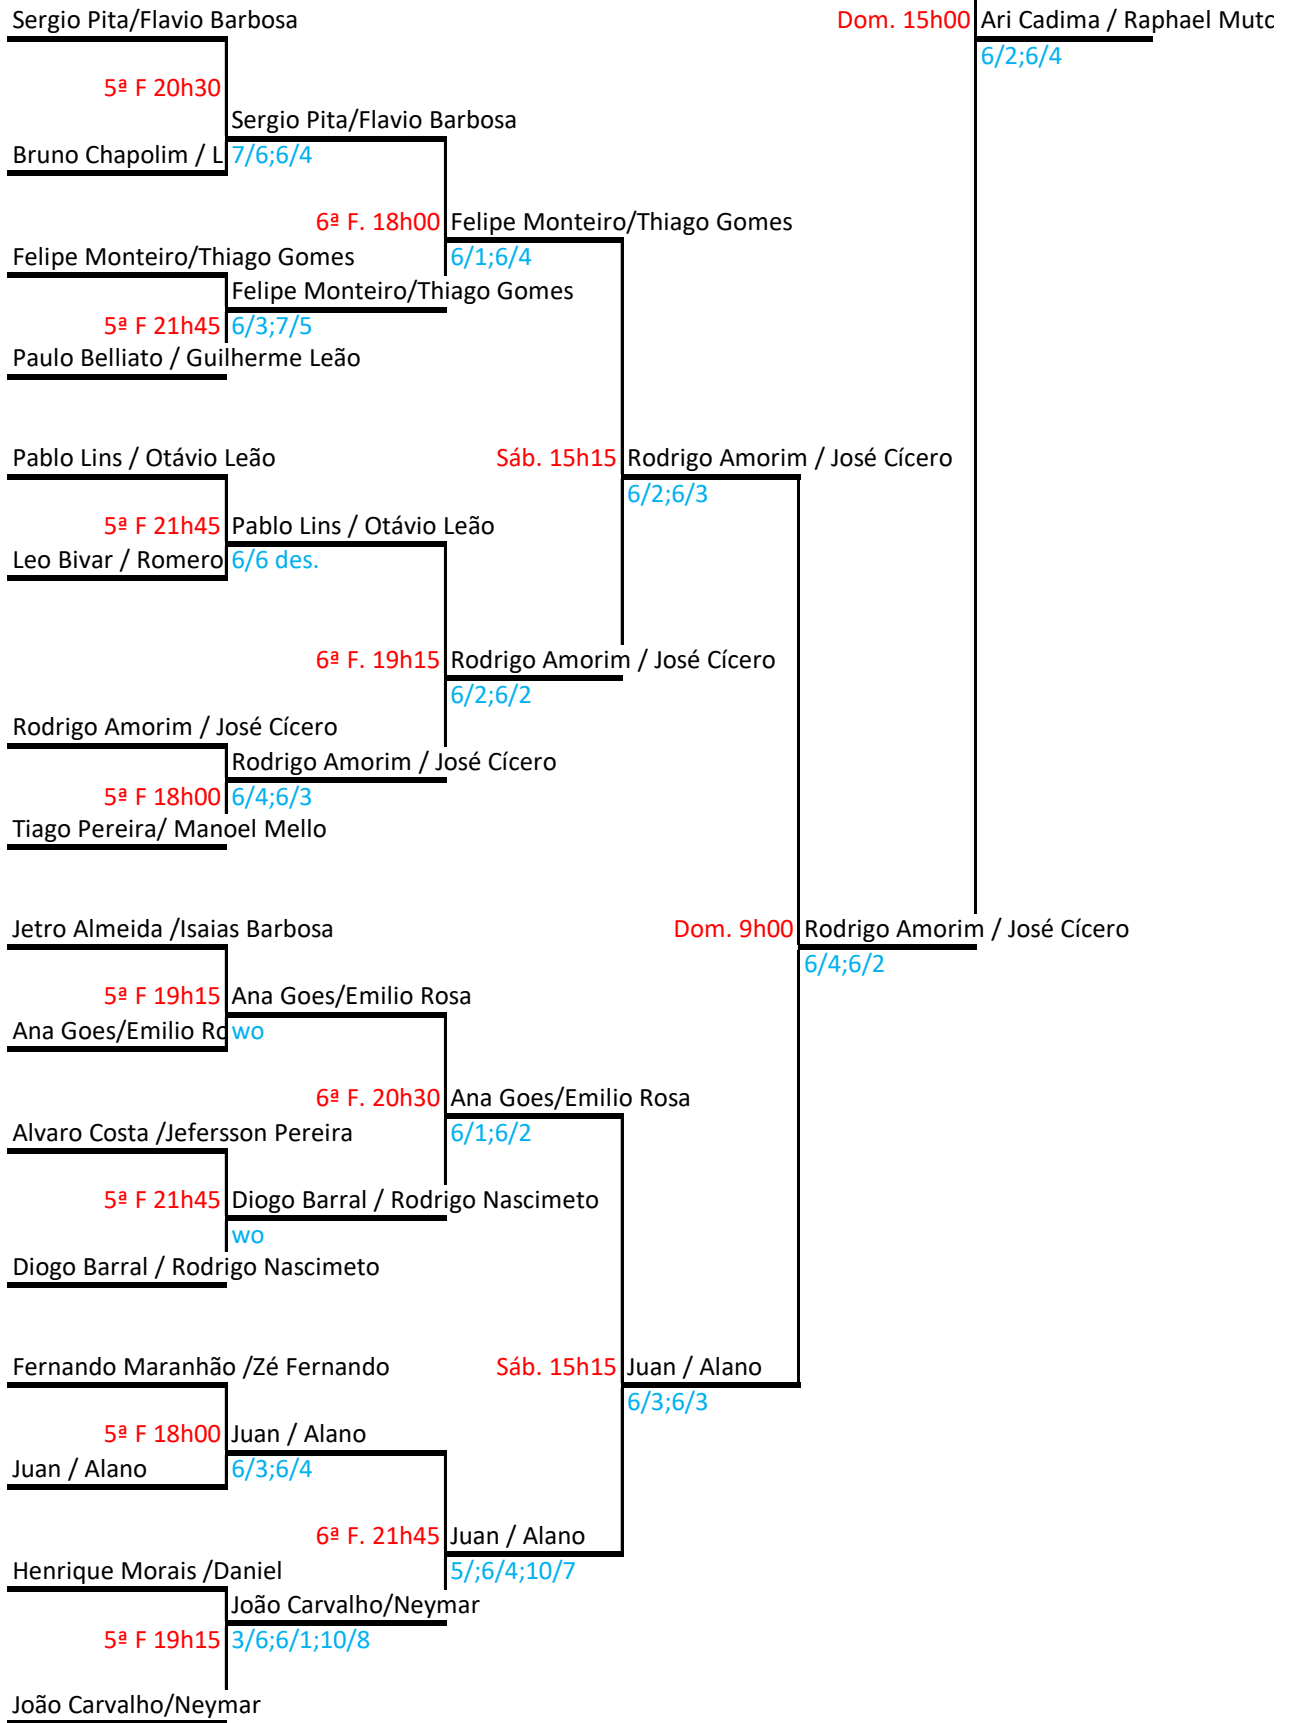 Sergio Pita/Flavio Barbosa
Dom. 15h00 Ari Cadima / Raphael Mutc
6/2;6/4
5ª F 20h30
Sergio Pita/Flavio Barbosa
Bruno Chapolim / L 7/6;6/4
6ª F. 18h00 Felipe Monteiro/Thiago Gomes
Felipe Monteiro/Thiago Gomes 6/1;6/4
Felipe Monteiro/Thiago Gomes
5ª F 21h45 6/3;7/5
Paulo Belliato / Guilherme Leão
Pablo Lins / Otávio Leão Sáb. 15h15 Rodrigo Amorim / José Cícero
6/2;6/3
5ª F 21h45 Pablo Lins / Otávio Leão
Leo Bivar / Romero 6/6 des.
6ª F. 19h15 Rodrigo Amorim / José Cícero
6/2;6/2
Rodrigo Amorim / José Cícero
Rodrigo Amorim / José Cícero
5ª F 18h00 6/4;6/3
Tiago Pereira/ Manoel Mello
Jetro Almeida /Isaias Barbosa Dom. 9h00 Rodrigo Amorim / José Cícero
6/4;6/2
5ª F 19h15 Ana Goes/Emilio Rosa
Ana Goes/Emilio Ro wo
6ª F. 20h30 Ana Goes/Emilio Rosa
Alvaro Costa /Jefersson Pereira 6/1;6/2
5ª F 21h45 Diogo Barral / Rodrigo Nascimeto
wo
Diogo Barral / Rodrigo Nascimeto
Fernando Maranhão /Zé Fernando Sáb. 15h15 Juan / Alano
6/3;6/3
5ª F 18h00 Juan / Alano
Juan / Alano 6/3;6/4
6ª F. 21h45 Juan / Alano
Henrique Morais /Daniel 5/;6/4;10/7
João Carvalho/Neymar
5ª F 19h15 3/6;6/1;10/8
João Carvalho/Neymar